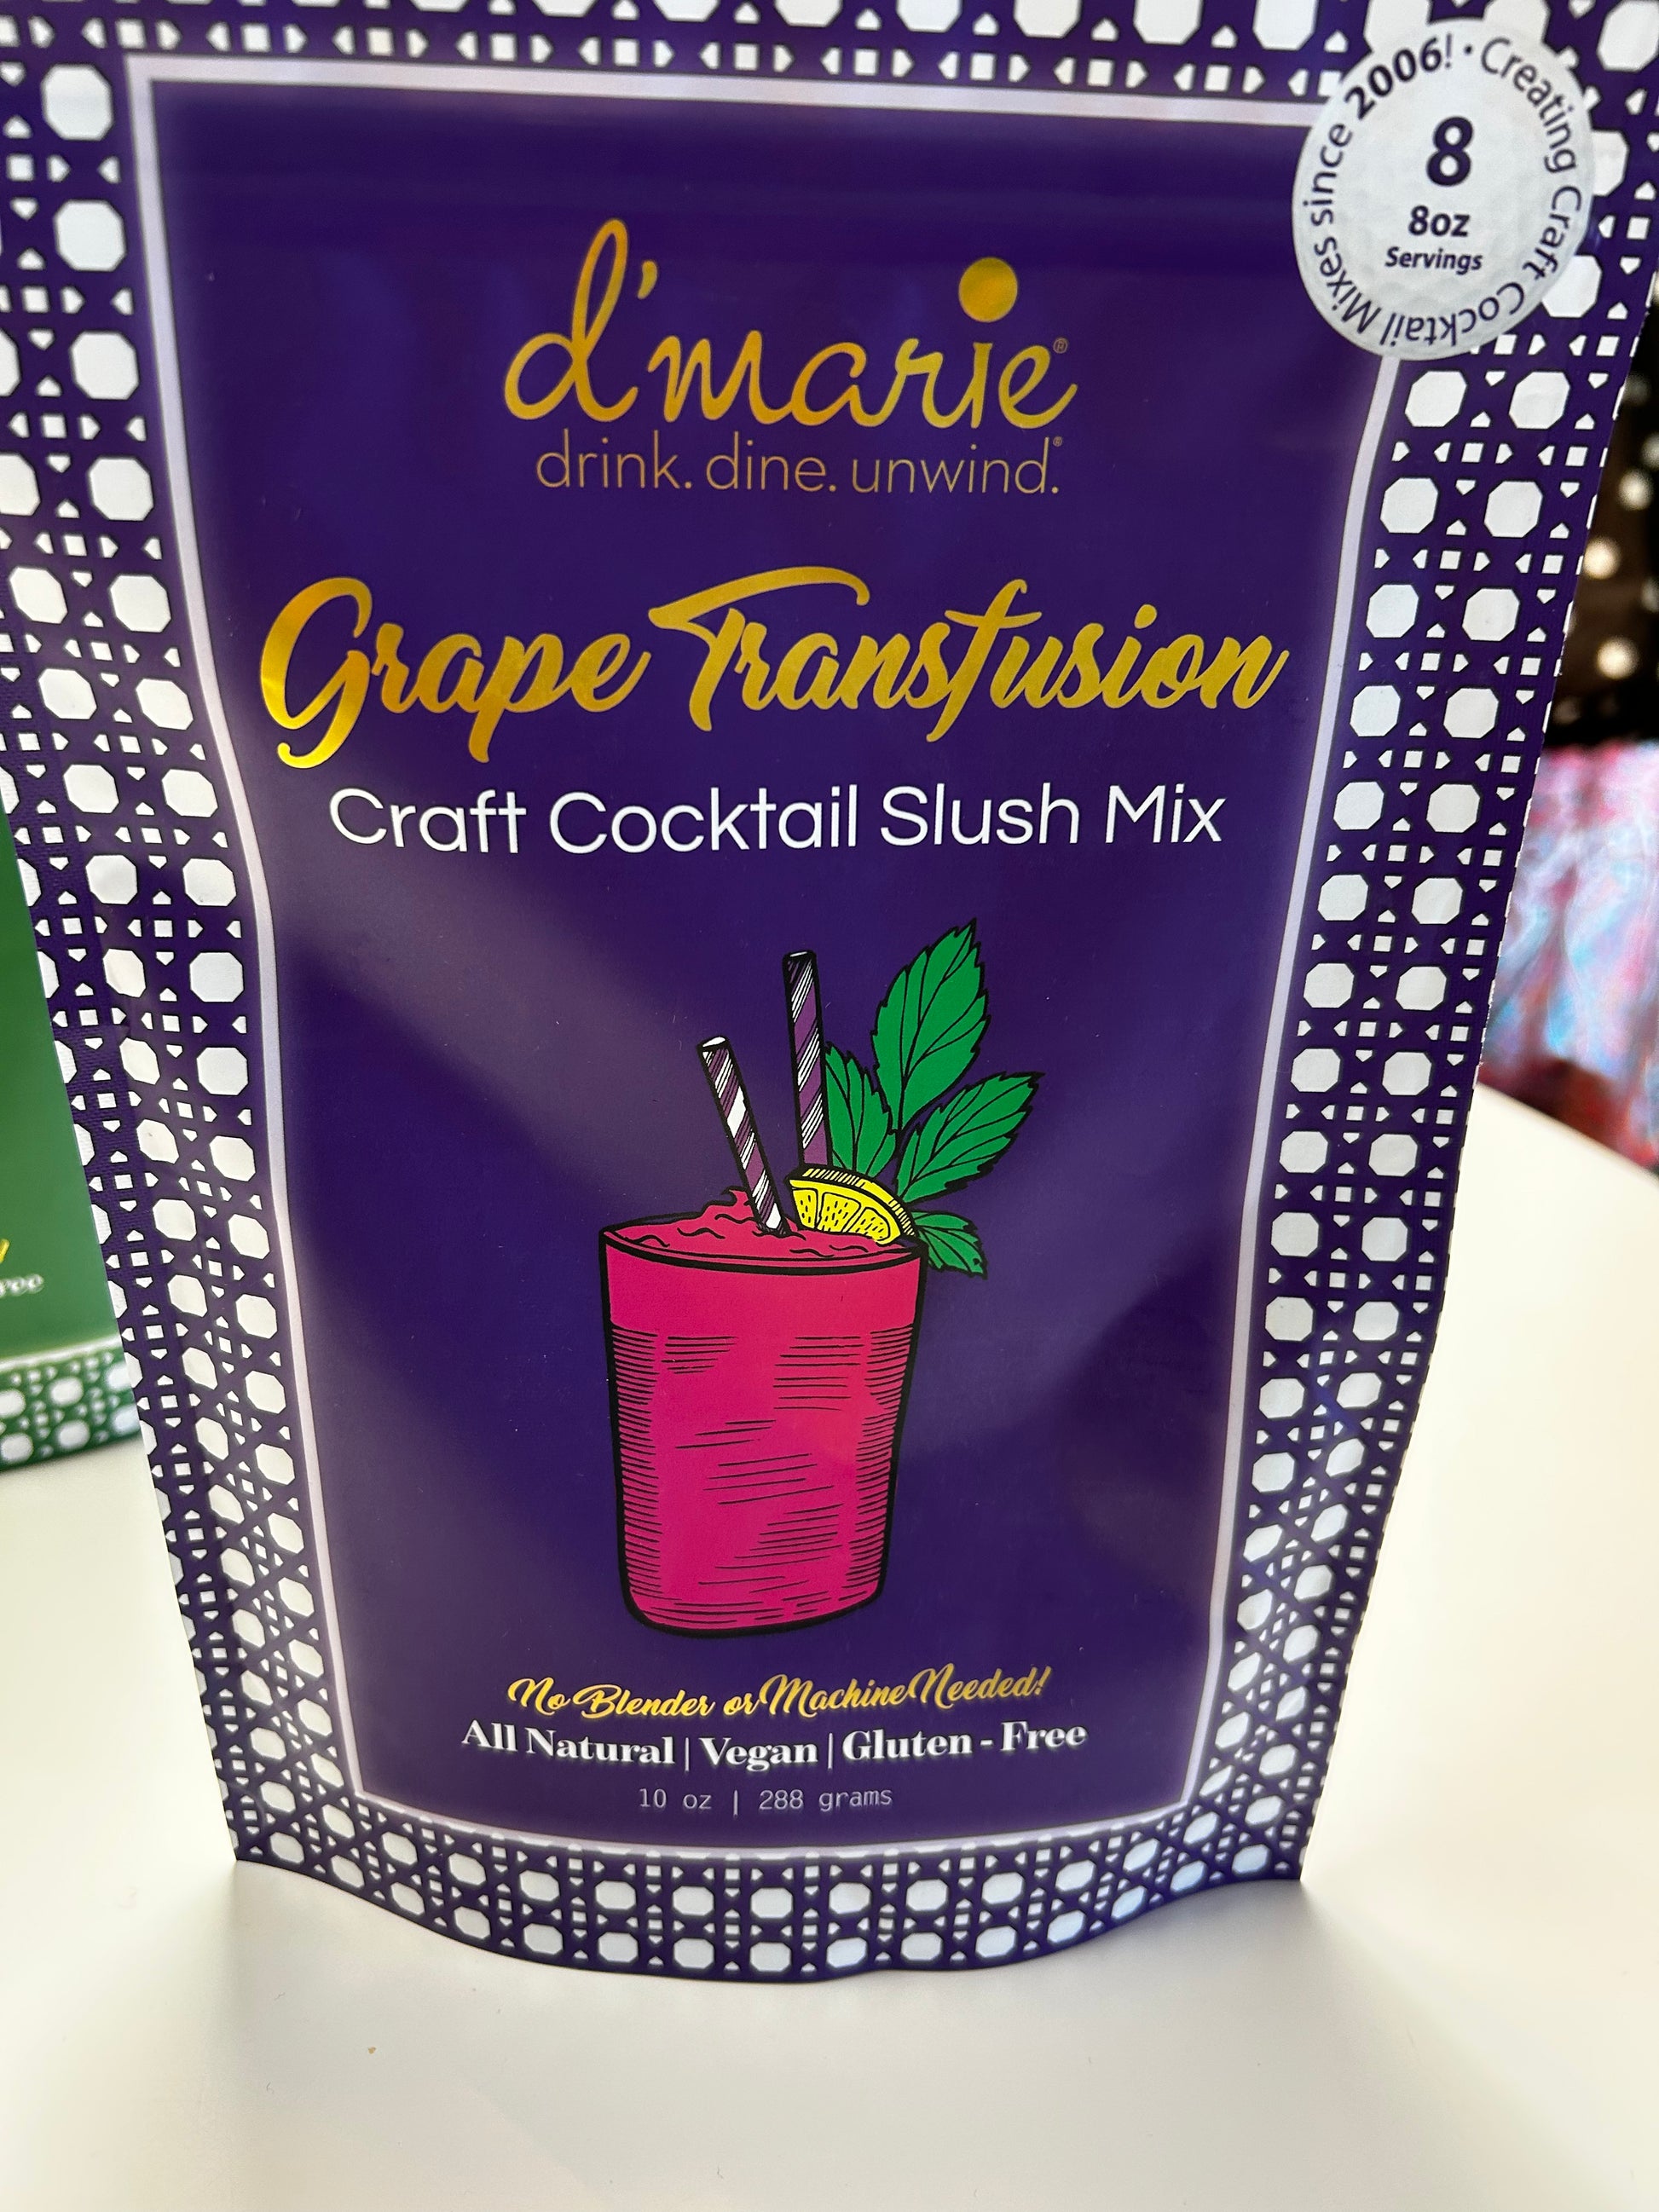 Creating Craft Cocktail Mixes since 2006! •
8
8oz
Servings
d'marie®
drink. dine. unwind.®
Grape Transfusion
Craft Cocktail Slush Mix
No Blender or Machine Needed!
All Natural | Vegan | Gluten - Free
10 oz | 288 grams